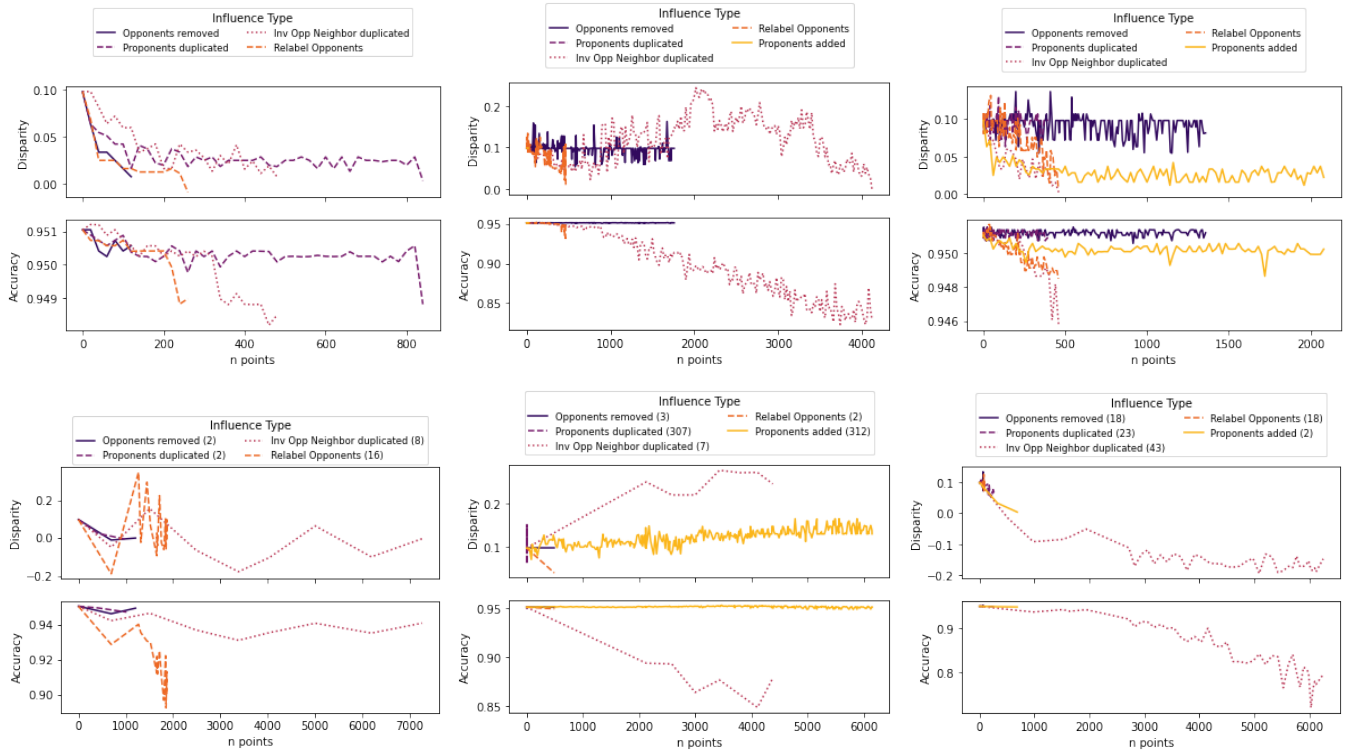 Influence Type
Opponents removed
Inv Opp Neighbor duplicated
Proponents duplicated
Relabel Opponents
0.10
0.05
0.00
Disparity
0.951
0.950
0.949
Accuracy
0
200
400
600
800
n points
Influence Type
Opponents removed
Relabel Opponents
Proponents duplicated
Proponents added
Inv Opp Neighbor duplicated
0.2
0.1
0.0
Disparity
0.95
0.90
0.85
Accuracy
0
1000
2000
3000
4000
n points
Influence Type
Opponents removed
Relabel Opponents
Proponents duplicated
Proponents added
Inv Opp Neighbor duplicated
0.10
0.05
0.00
Disparity
0.950
0.948
0.946
Accuracy
0
500
1000
1500
2000
n points
Influence Type
Opponents removed (2)
Inv Opp Neighbor duplicated (8)
Proponents duplicated (2)
Relabel Opponents (16)
0.2
0.0
−0.2
Disparity
0.94
0.92
0.90
Accuracy
0
1000
2000
3000
4000
5000
6000
7000
n points
Influence Type
Opponents removed (3)
Relabel Opponents (2)
Proponents duplicated (307)
Proponents added (312)
Inv Opp Neighbor duplicated (7)
0.2
0.1
Disparity
0.95
0.90
0.85
Accuracy
0
1000
2000
3000
4000
5000
6000
n points
Influence Type
Opponents removed (18)
Relabel Opponents (18)
Proponents duplicated (23)
Proponents added (2)
Inv Opp Neighbor duplicated (43)
0.1
0.0
−0.1
−0.2
Disparity
0.9
0.8
Accuracy
0
1000
2000
3000
4000
5000
6000
n points